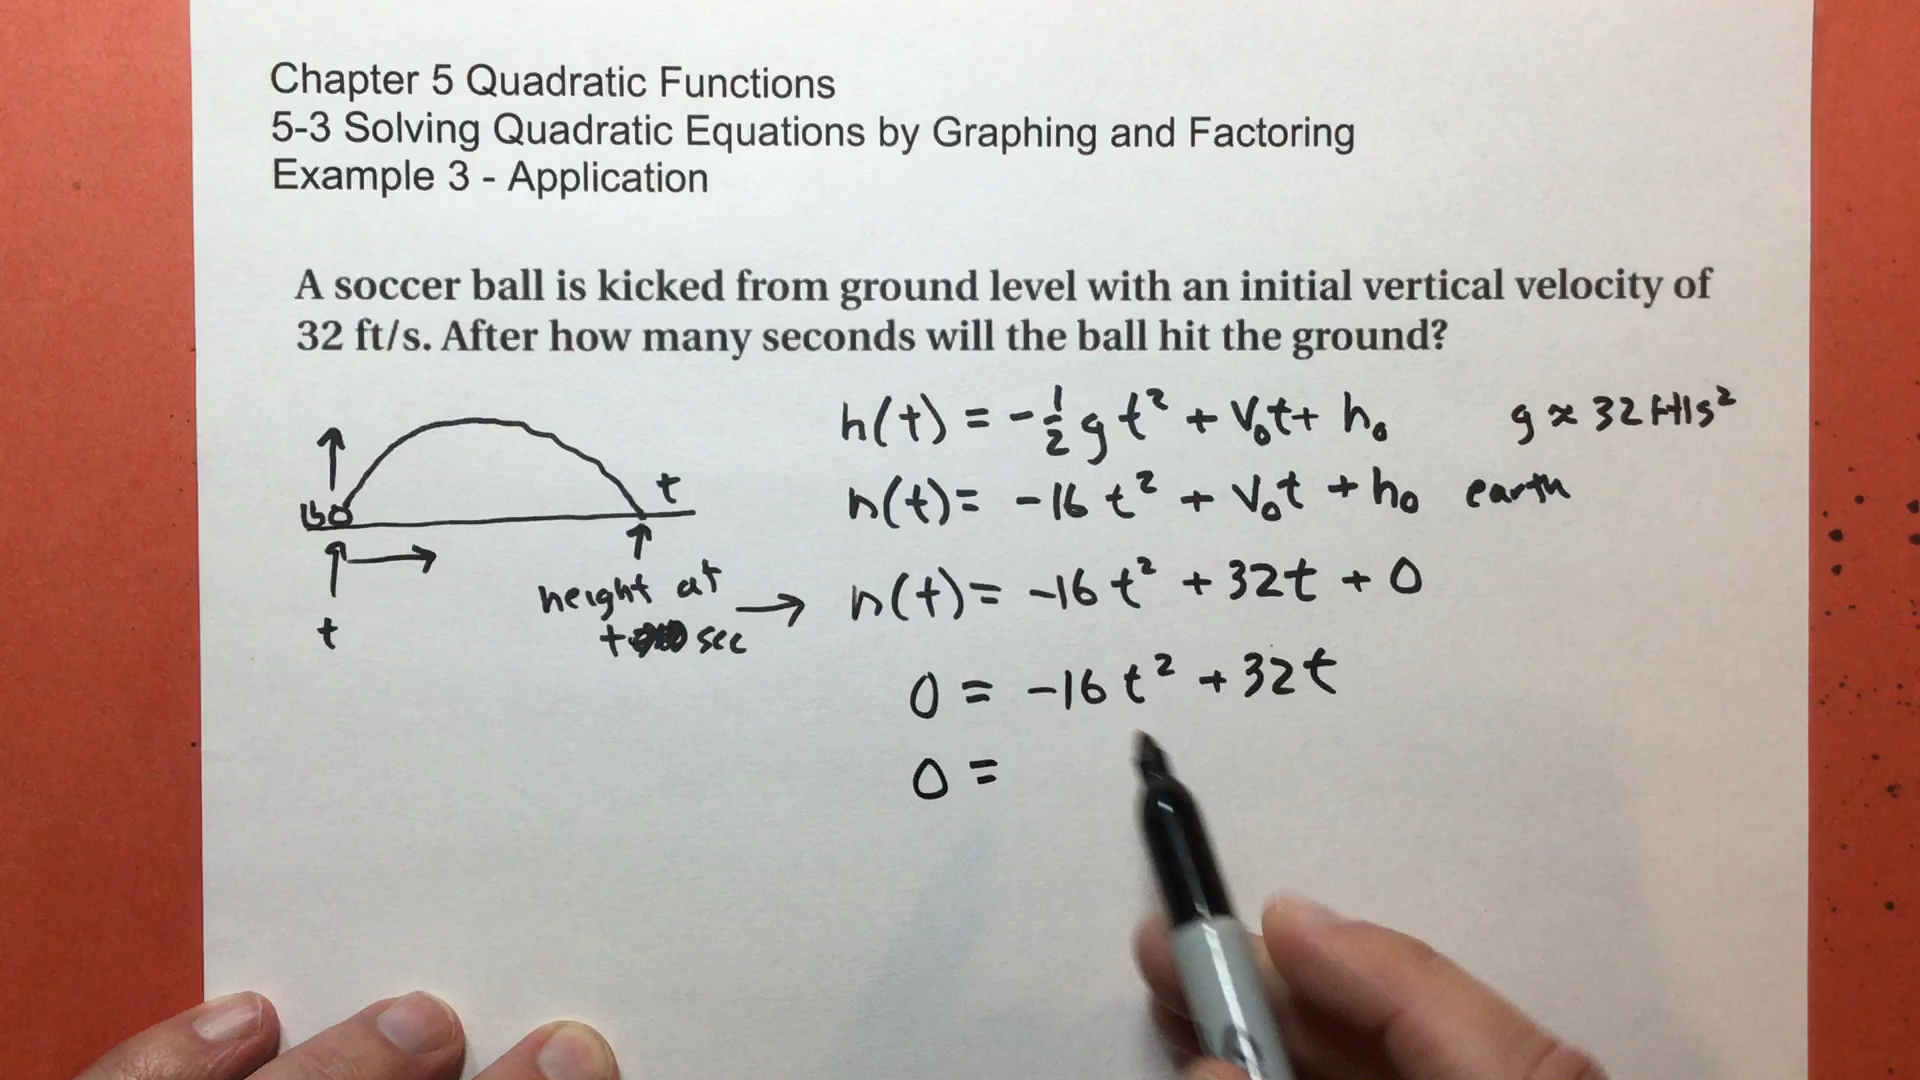 Chapter 5 Quadratic Functions
5-3 Solving Quadratic Equations by Graphing and Factoring
Example 3 - Application
A soccer ball is kicked from ground level with an initial vertical velocity of
32 ft/s. After how many seconds will the ball hit the ground?
h(t) = -½gt² + V₀t + h₀
g ≈ 32 ft/s²
h(t) = -16t² + V₀t + h₀ earth
t
height at
t sec
t
→ h(t) = -16t² + 32t + 0
0 = -16t² + 32t
0 =